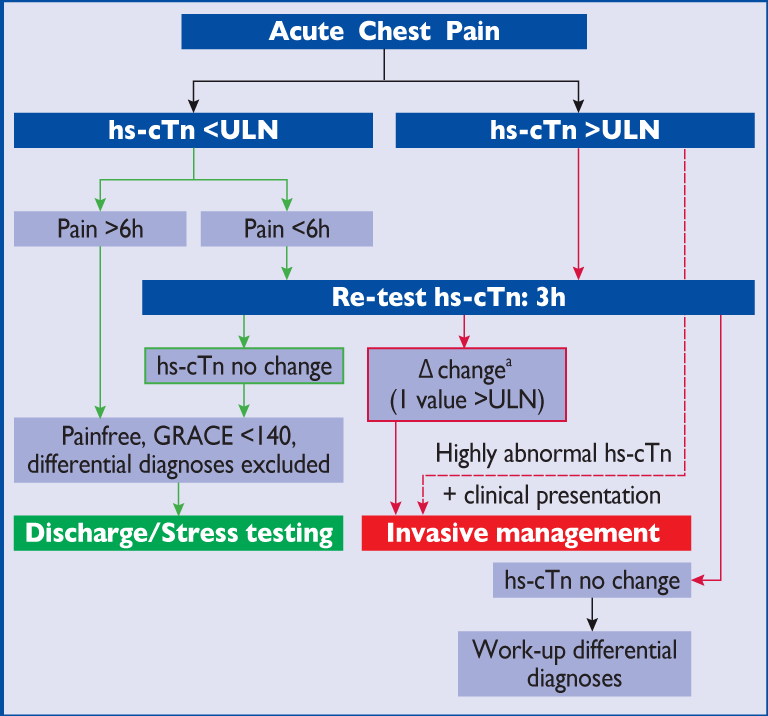 Acute Chest Pain
hs-cTn <ULN
hs-cTn >ULN
Pain >6h
Pain <6h
Re-test hs-cTn: 3h
hs-cTn no change
Δ changeᵃ
(1 value >ULN)
Painfree, GRACE <140,
differential diagnoses excluded
Highly abnormal hs-cTn
+ clinical presentation
Discharge/Stress testing
Invasive management
hs-cTn no change
Work-up differential
diagnoses